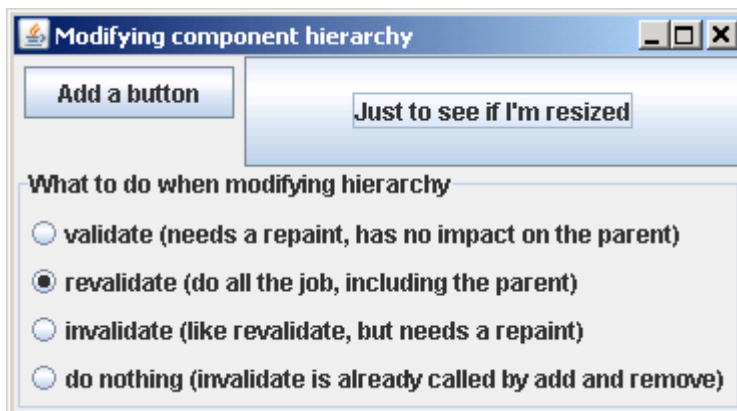 Modifying component hierarchy
Add a button
Just to see if I'm resized
What to do when modifying hierarchy
validate (needs a repaint, has no impact on the parent)
revalidate (do all the job, including the parent)
invalidate (like revalidate, but needs a repaint)
do nothing (invalidate is already called by add and remove)